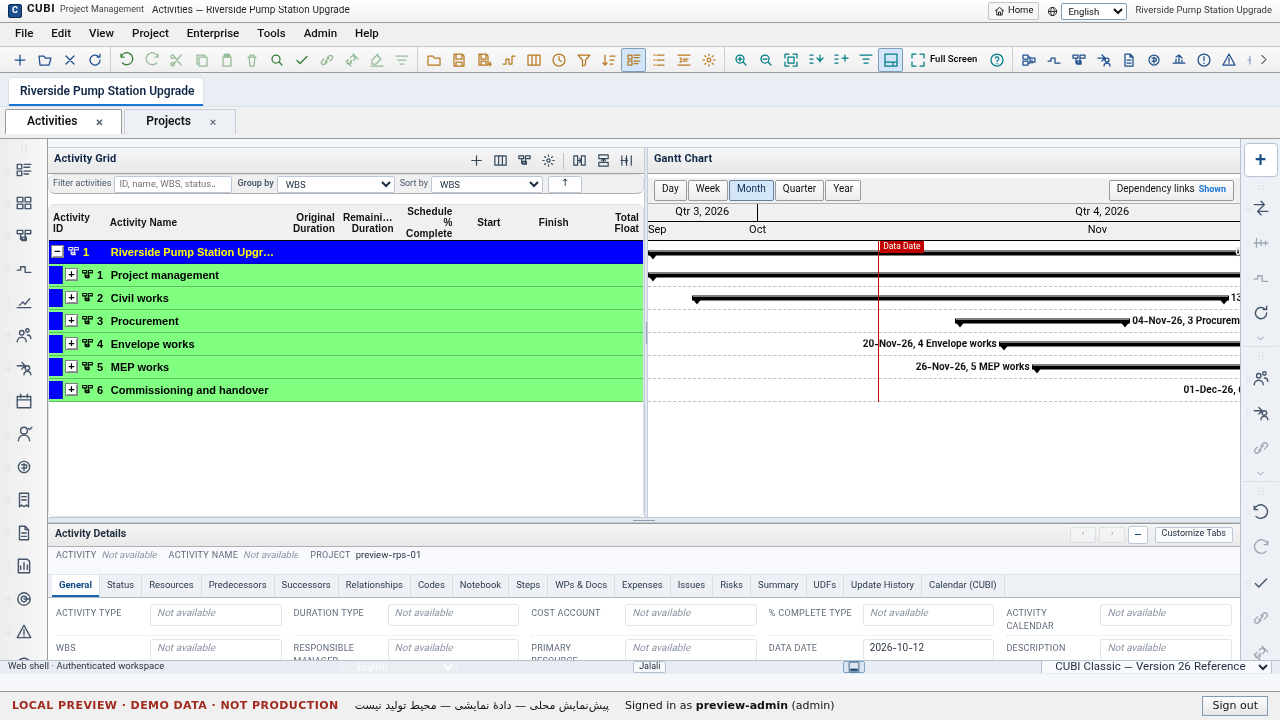 C CUBI Project Management Activities — Riverside Pump Station Upgrade Home English Riverside Pump Station Upgrade
File Edit View Project Enterprise Tools Admin Help
Full Screen
Riverside Pump Station Upgrade
Activities × Projects ×
Activity Grid
Filter activities ID, name, WBS, status.. Group by WBS Sort by WBS ↑
Activity ID Activity Name Original Duration Remaini... Duration Schedule % Complete Start Finish Total Float
1 Riverside Pump Station Upgr...
1 Project management
2 Civil works
3 Procurement
4 Envelope works
5 MEP works
6 Commissioning and handover
Gantt Chart
Day Week Month Quarter Year Dependency links Shown
Qtr 3, 2026 Qtr 4, 2026
Sep Oct Nov
Data Date
13
04-Nov-26, 3 Procurem
20-Nov-26, 4 Envelope works
26-Nov-26, 5 MEP works
01-Dec-26,
Activity Details Customize Tabs
ACTIVITY Not available ACTIVITY NAME Not available PROJECT preview-rps-01
General Status Resources Predecessors Successors Relationships Codes Notebook Steps WPs & Docs Expenses Issues Risks Summary UDFs Update History Calendar (CUBI)
ACTIVITY TYPE Not available DURATION TYPE Not available COST ACCOUNT Not available % COMPLETE TYPE Not available ACTIVITY CALENDAR Not available
WBS Not available RESPONSIBLE MANAGER Not available PRIMARY RESOURCE Not available DATA DATE 2026-10-12 DESCRIPTION Not available
Web shell · Authenticated workspace English Jalali CUBI Classic — Version 26 Reference
LOCAL PREVIEW · DEMO DATA · NOT PRODUCTION پیش‌نمایش محلی — دادهٔ نمایشی — محیط تولید نیست Signed in as preview-admin (admin) Sign out